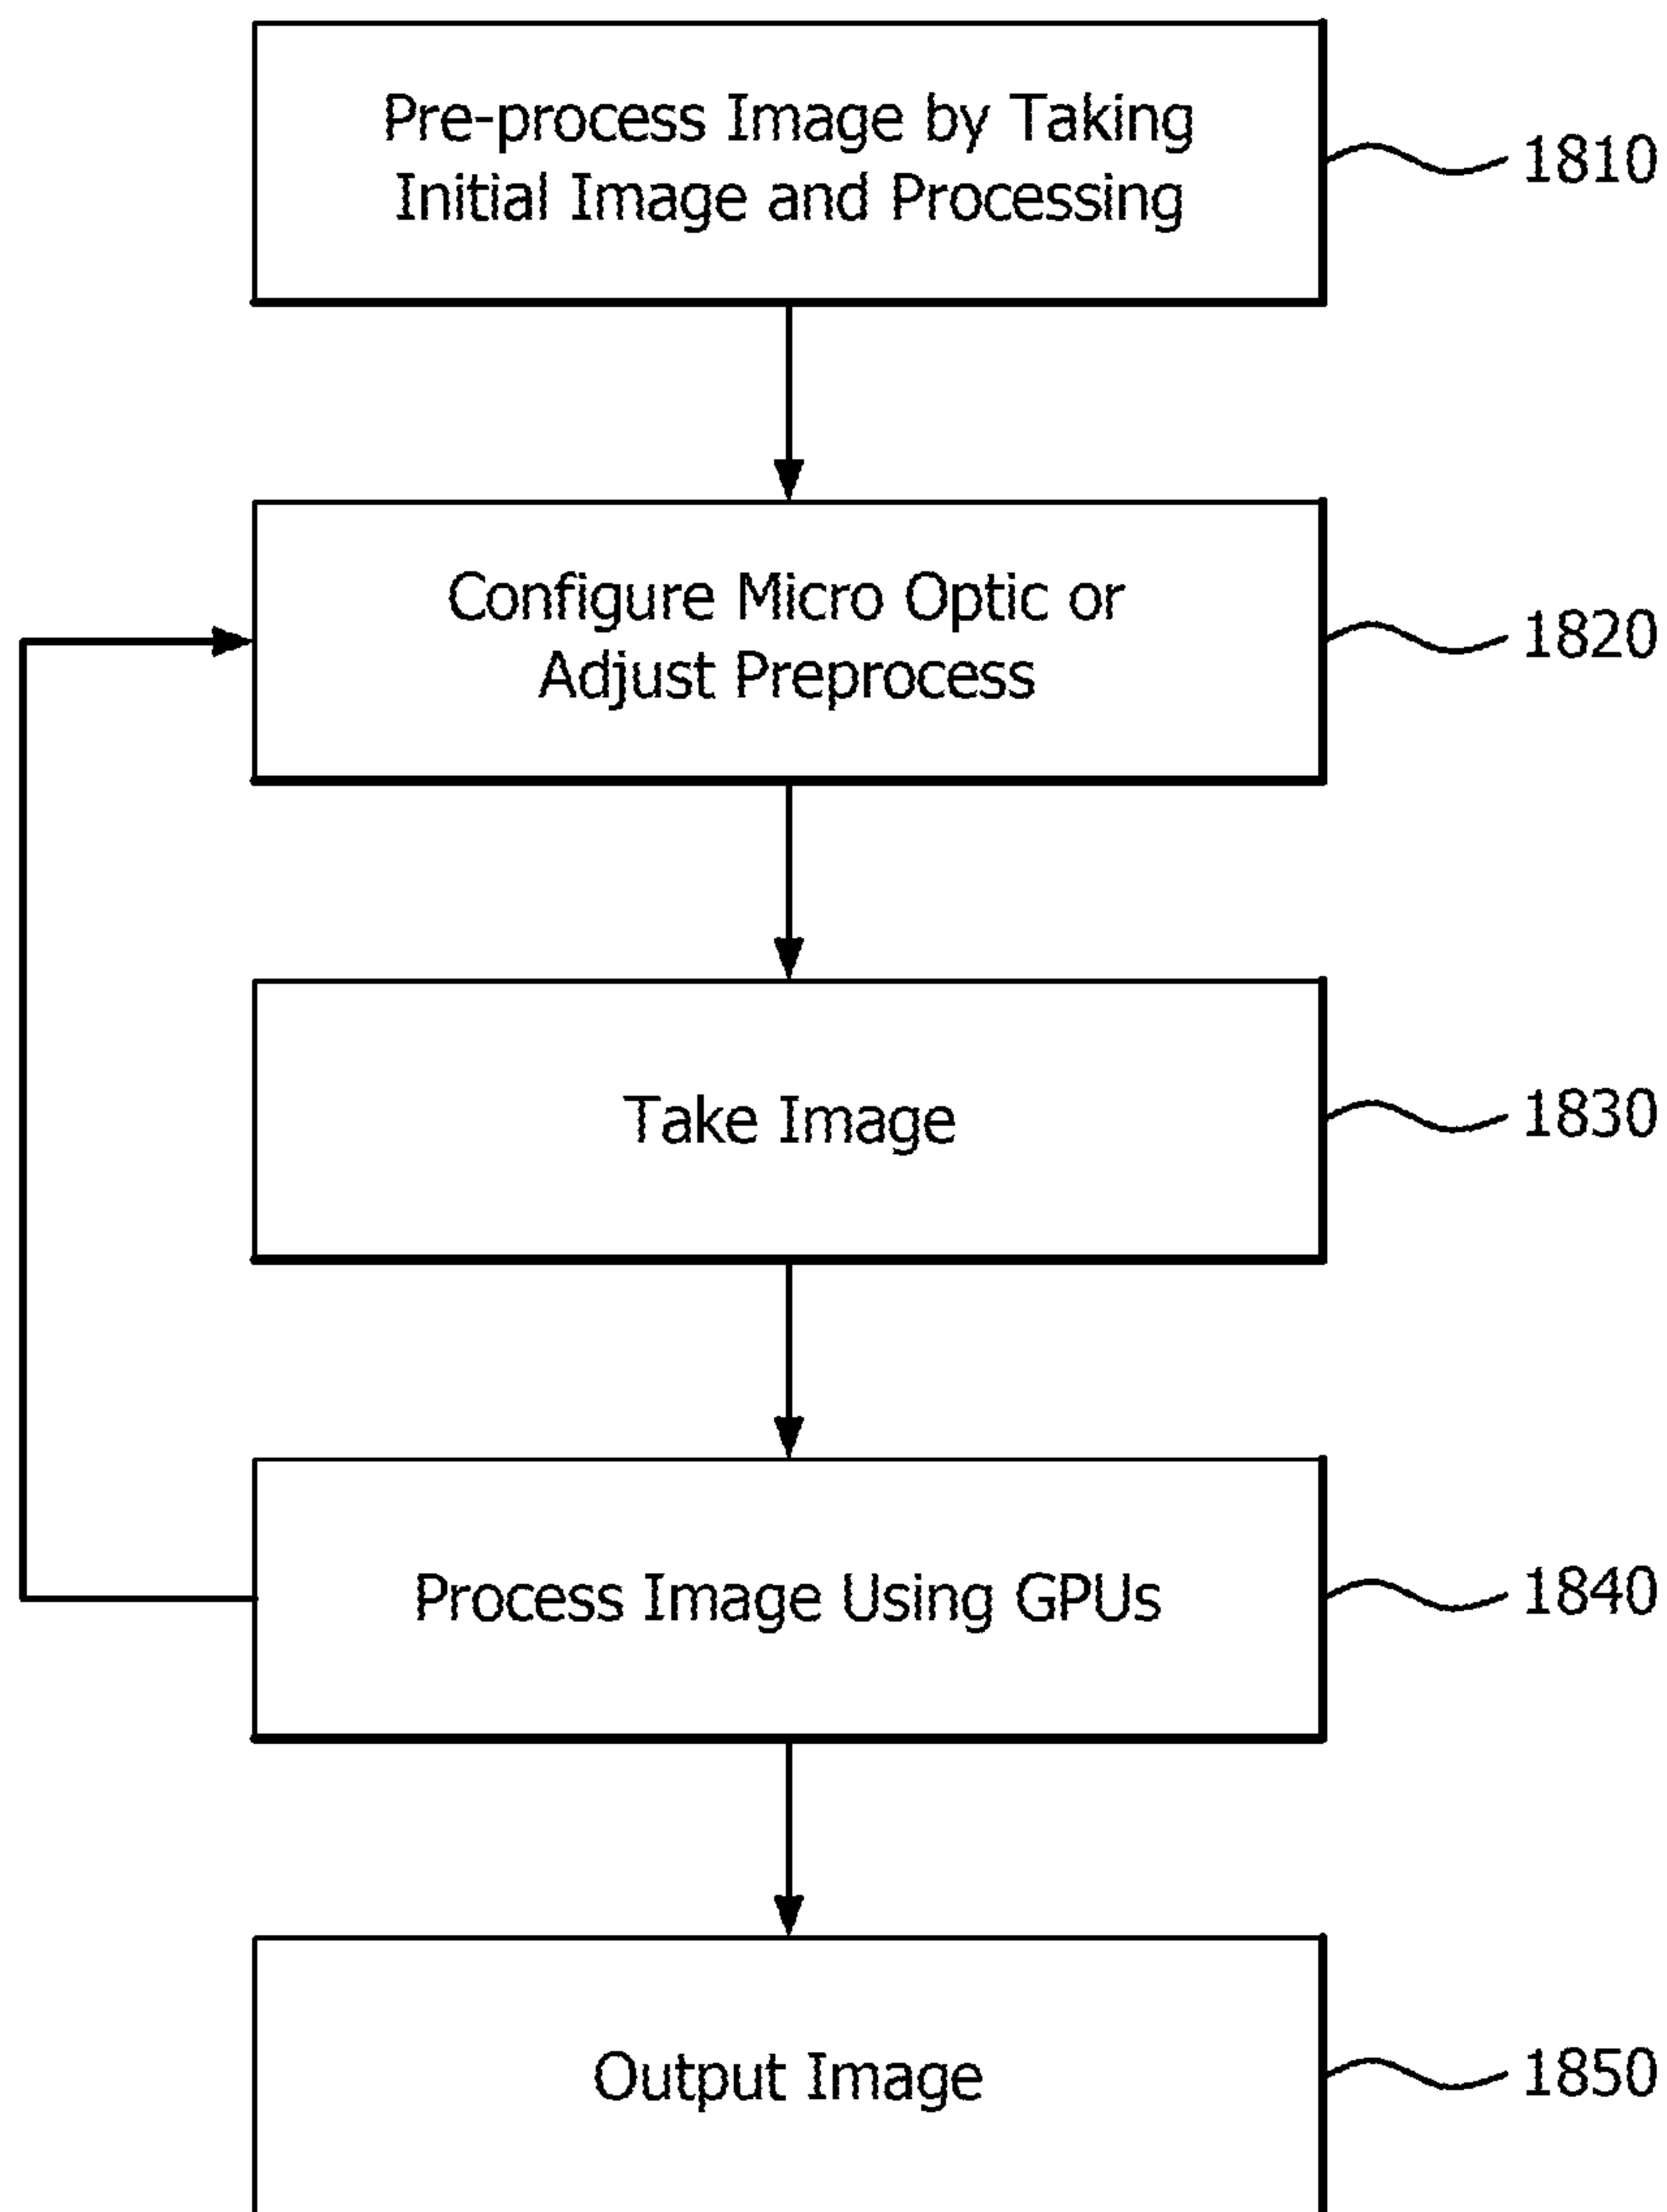 Pre-process Image by Taking
Initial Image and Processing
1810
Configure Micro Optic or
Adjust Preprocess
1820
Take Image
1830
Process Image Using GPUs
1840
Output Image
1850